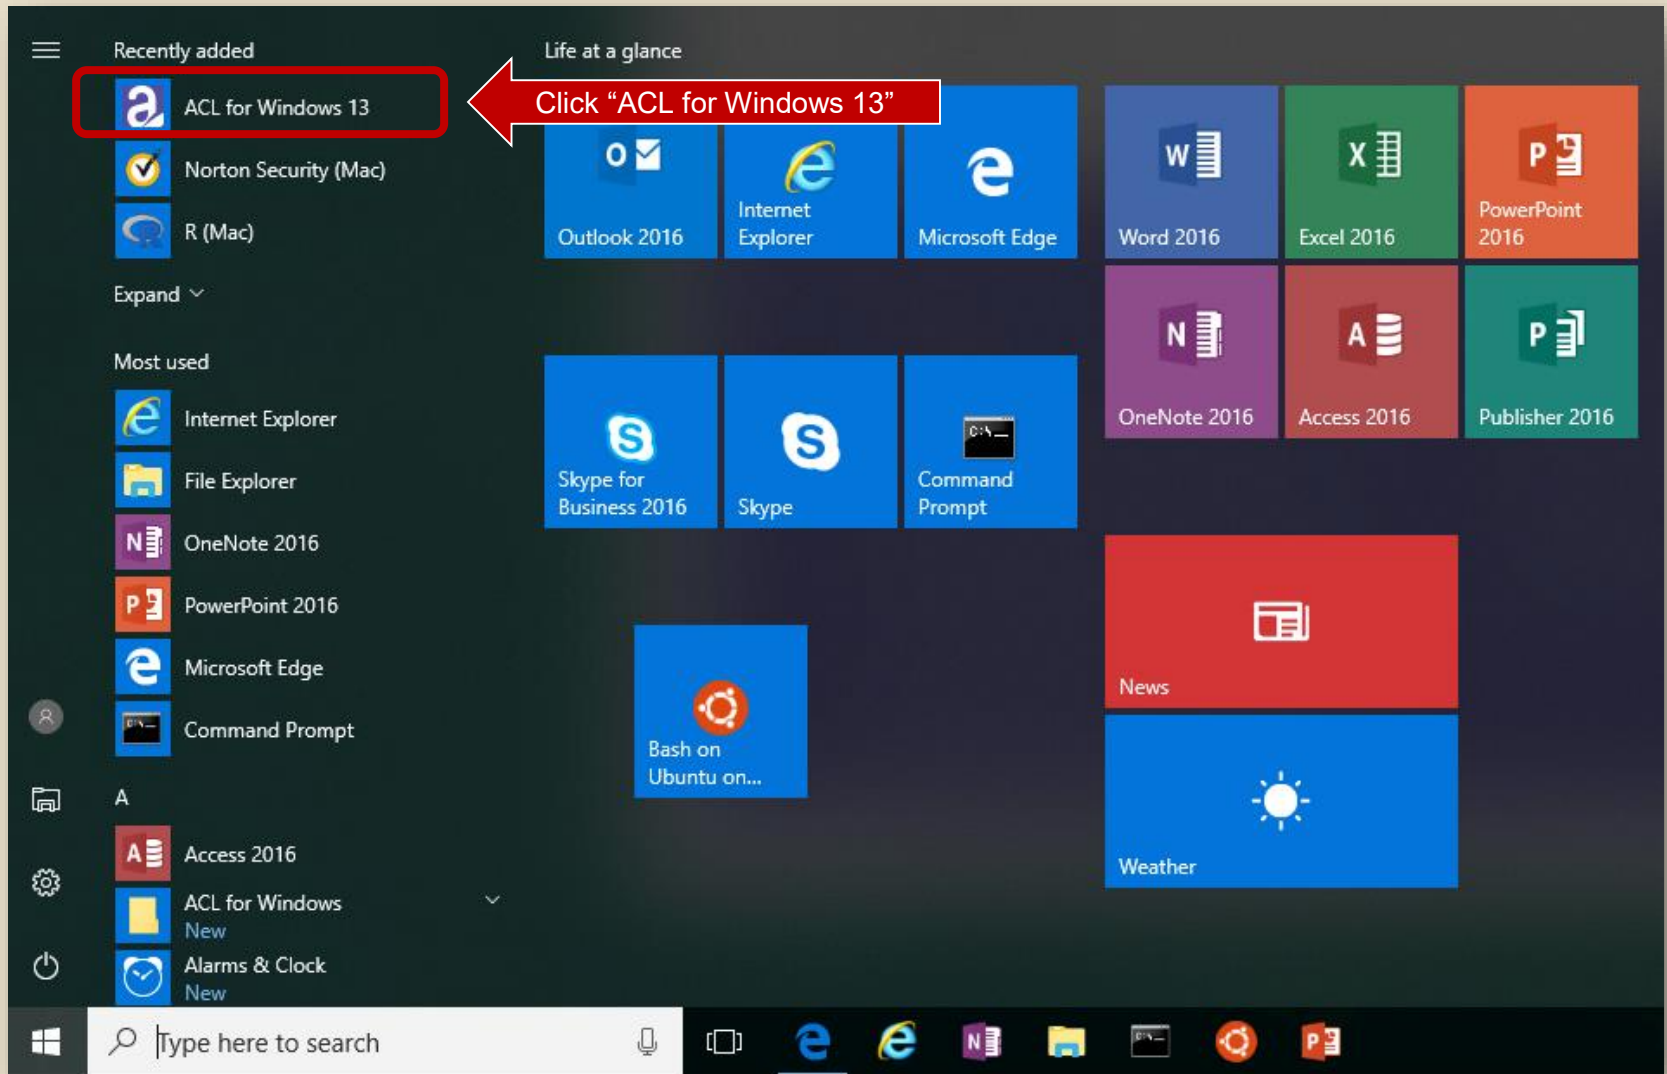 Recently added
ACL for Windows 13
Norton Security (Mac)
R (Mac)
Expand
Most used
Internet Explorer
File Explorer
OneNote 2016
PowerPoint 2016
Microsoft Edge
Command Prompt
A
Access 2016
ACL for Windows
New
Alarms & Clock
New
Life at a glance
Click “ACL for Windows 13”
Outlook 2016
Internet
Explorer
Microsoft Edge
Word 2016
Excel 2016
PowerPoint
2016
OneNote 2016
Access 2016
Publisher 2016
Skype for
Business 2016
Skype
Command
Prompt
Bash on
Ubuntu on...
News
Weather
Type here to search